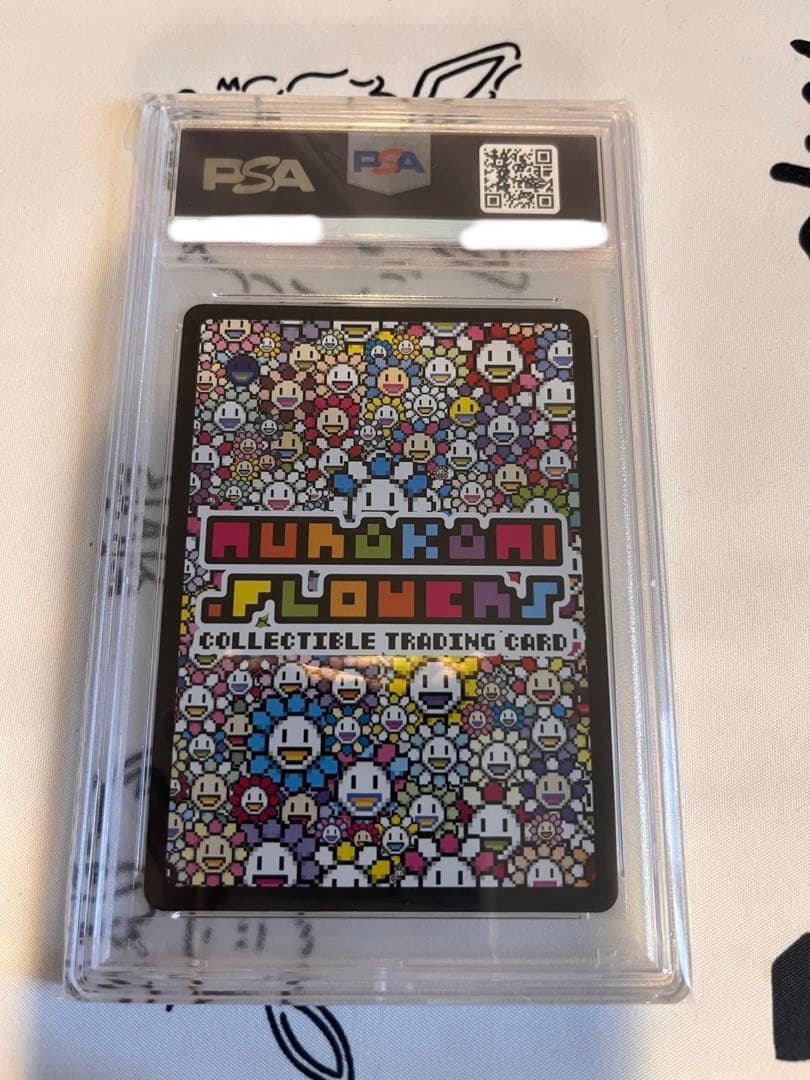 PSA PSA
MURAKAMI
.FLOWERS
COLLECTIBLE TRADING CARD